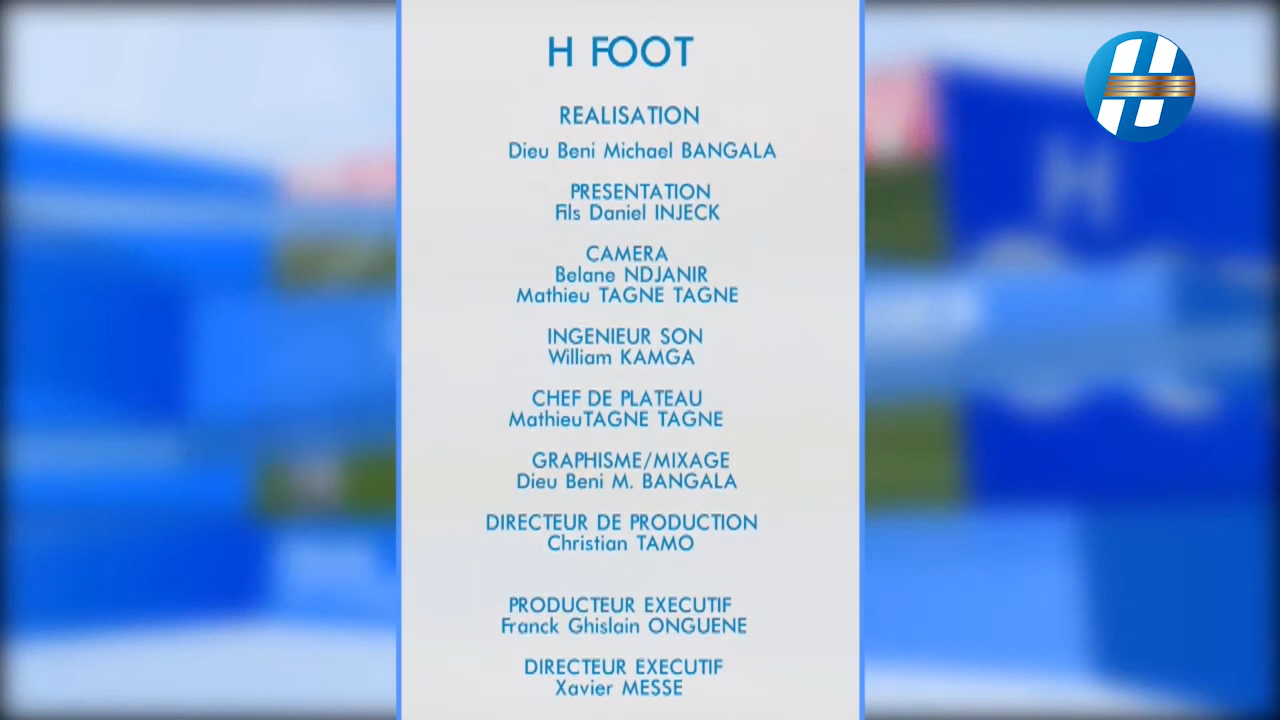 H FOOT
REALISATION
Dieu Beni Michael BANGALA
PRESENTATION
Fils Daniel INJECK
CAMERA
Belane NDJANIR
Mathieu TAGNE TAGNE
INGENIEUR SON
William KAMGA
CHEF DE PLATEAU
MathieuTAGNE TAGNE
GRAPHISME/MIXAGE
Dieu Beni M. BANGALA
DIRECTEUR DE PRODUCTION
Christian TAMO
PRODUCTEUR EXECUTIF
Franck Ghislain ONGUENE
DIRECTEUR EXECUTIF
Xavier MESSE
H
H